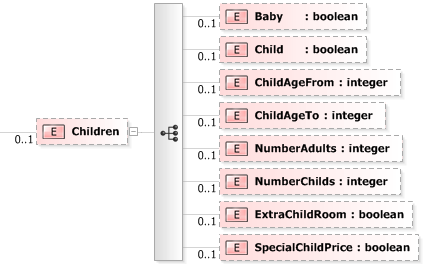 E Baby : boolean
0..1
E Child : boolean
0..1
E ChildAgeFrom : integer
0..1
E ChildAgeTo : integer
0..1
E Children
0..1
E NumberAdults : integer
0..1
E NumberChilds : integer
0..1
E ExtraChildRoom : boolean
0..1
E SpecialChildPrice : boolean
0..1